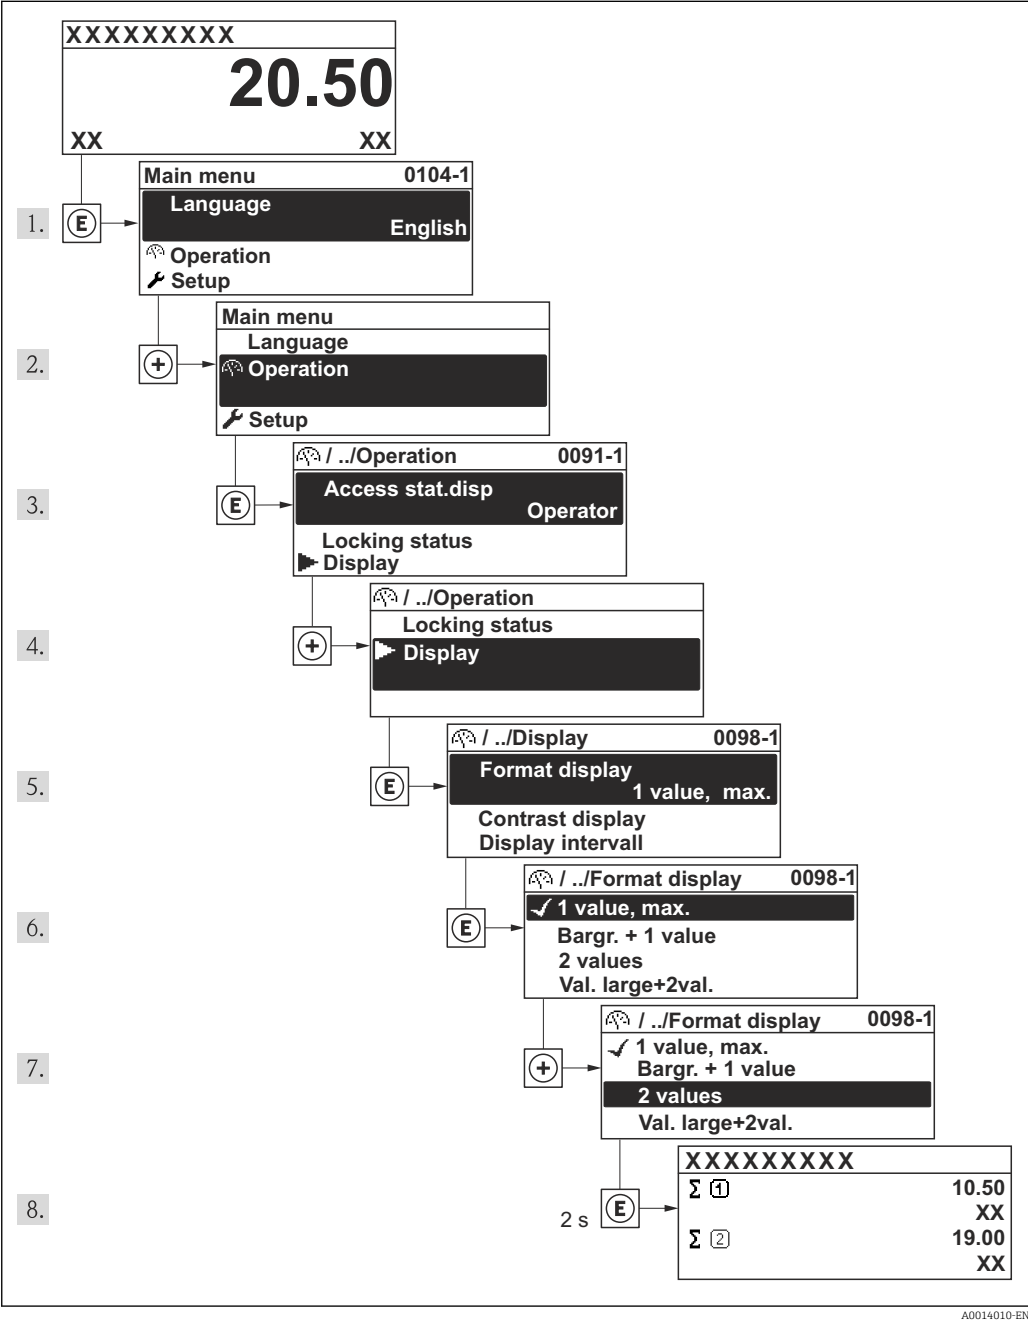 XXXXXXXXX
20.50
XX XX
Main menu 0104-1
Language
English
Operation
Setup
1. E
Main menu
Language
Operation
Setup
2. +
/ ../Operation 0091-1
Access stat.disp
Operator
Locking status
Display
3. E
/ ../Operation
Locking status
Display
4. +
/ ../Display 0098-1
Format display
1 value, max.
Contrast display
Display intervall
5. E
/ ../Format display 0098-1
1 value, max.
Bargr. + 1 value
2 values
Val. large+2val.
6. E
/ ../Format display 0098-1
1 value, max.
Bargr. + 1 value
2 values
Val. large+2val.
7. +
XXXXXXXXX
Σ 1 10.50
XX
Σ 2 19.00
XX
8. 2 s E
A0014010-EN